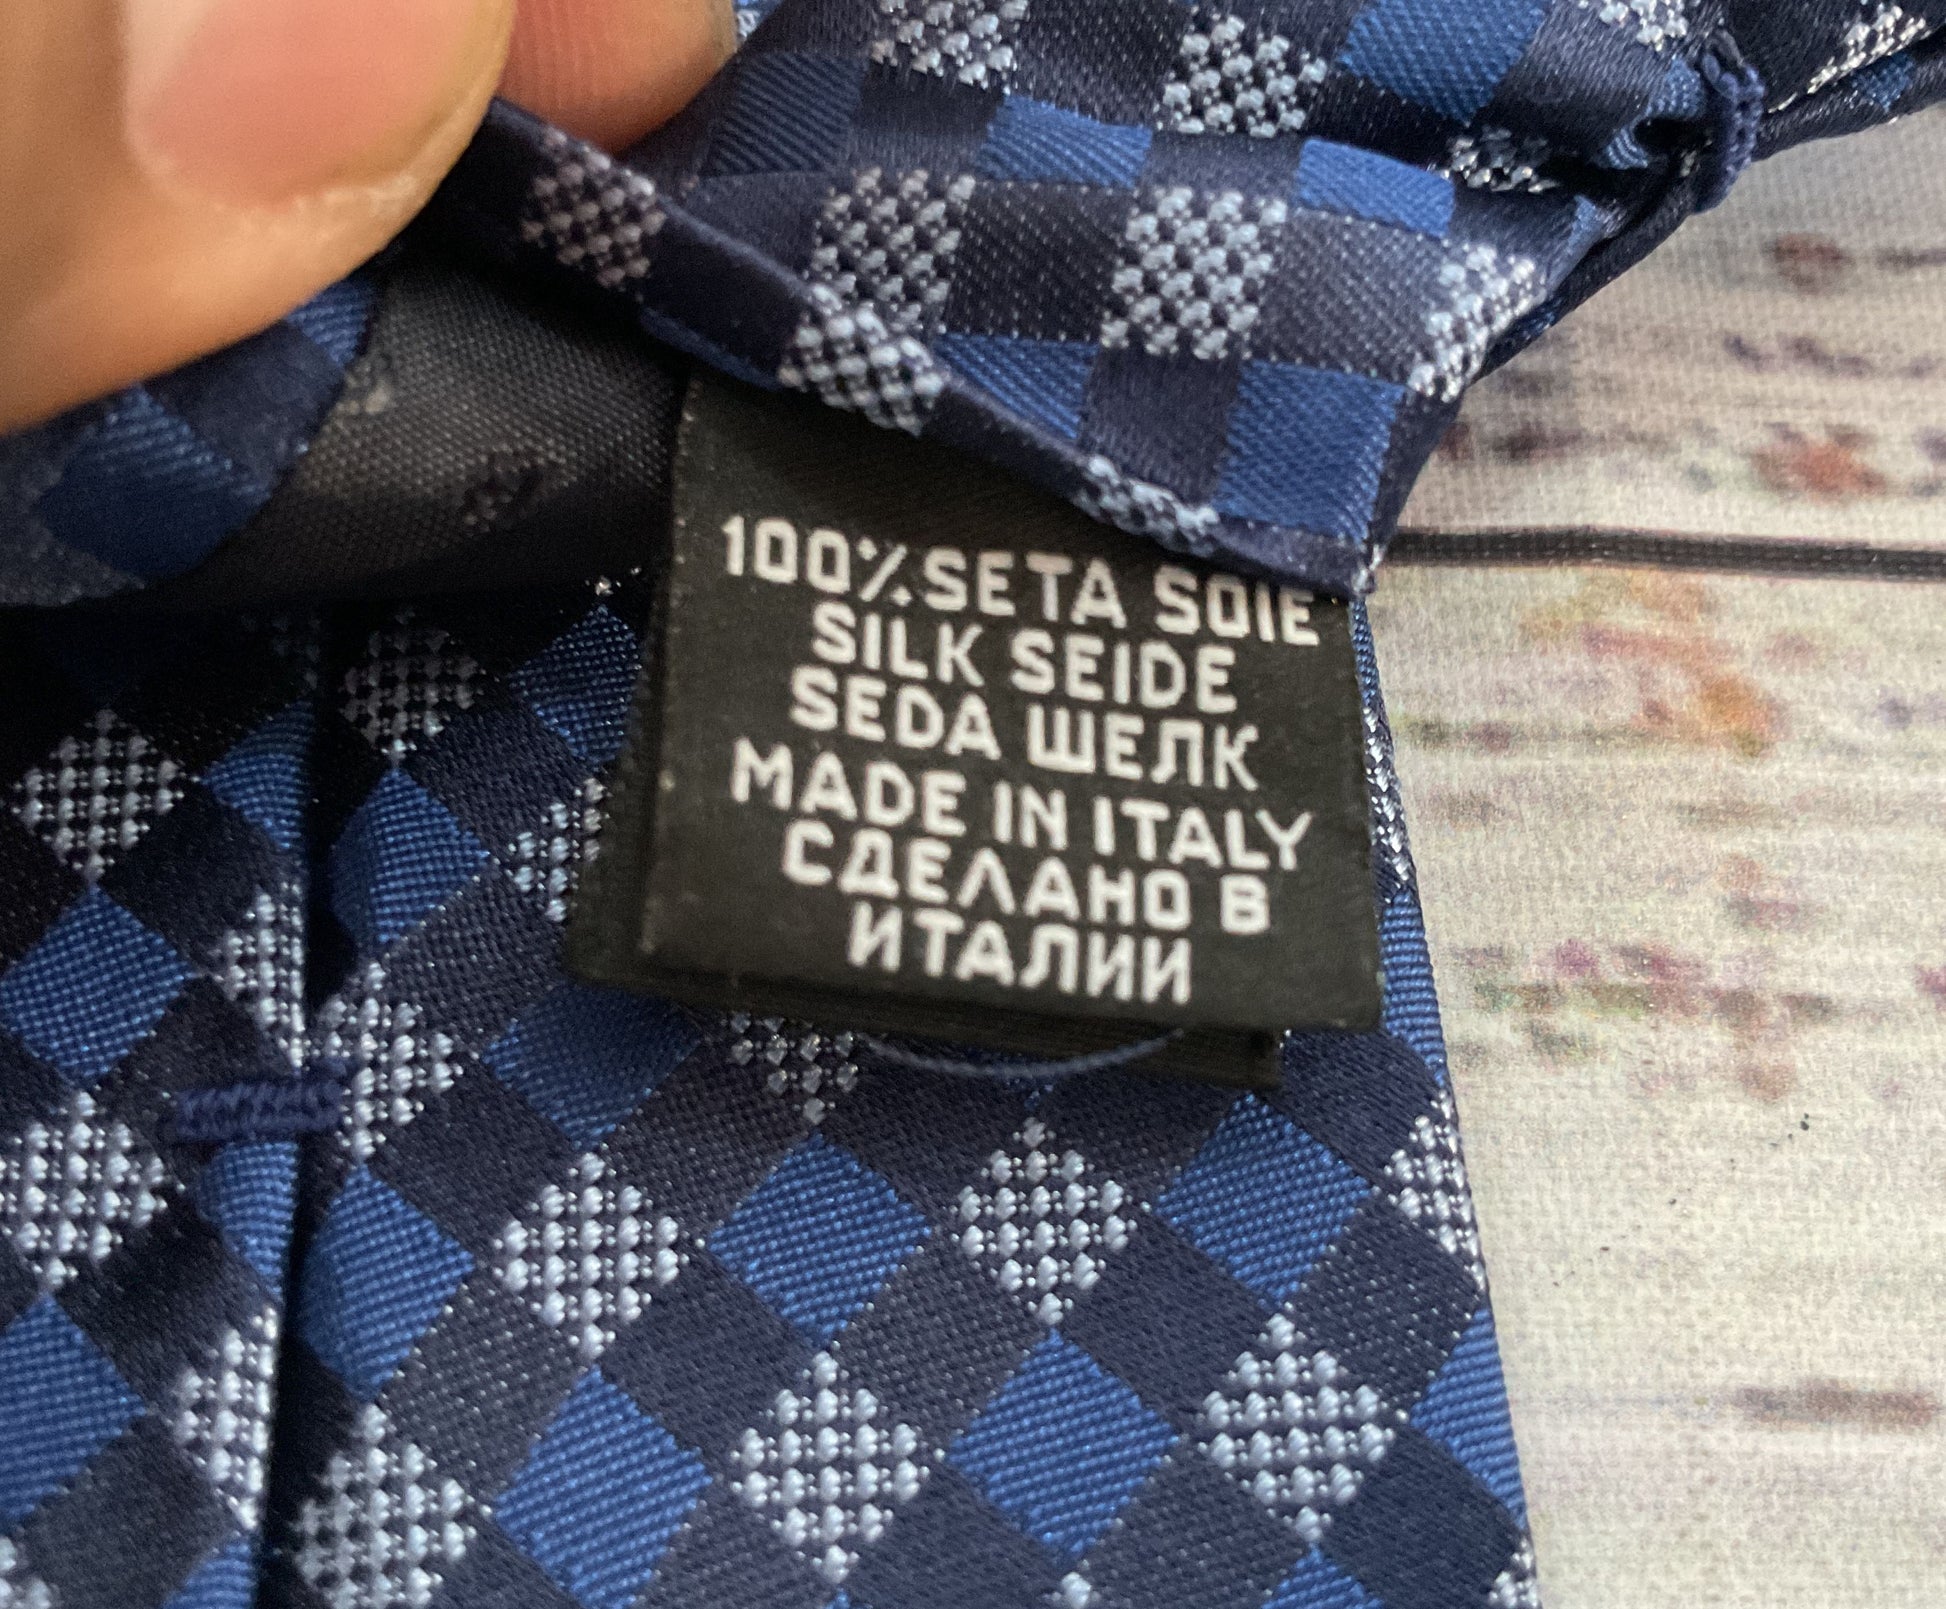 100% SETA SOIE
SILK SEIDE
SEDA ШЕЛК
MADE IN ITALY
СДЕЛАНО В
ИТАЛИИ